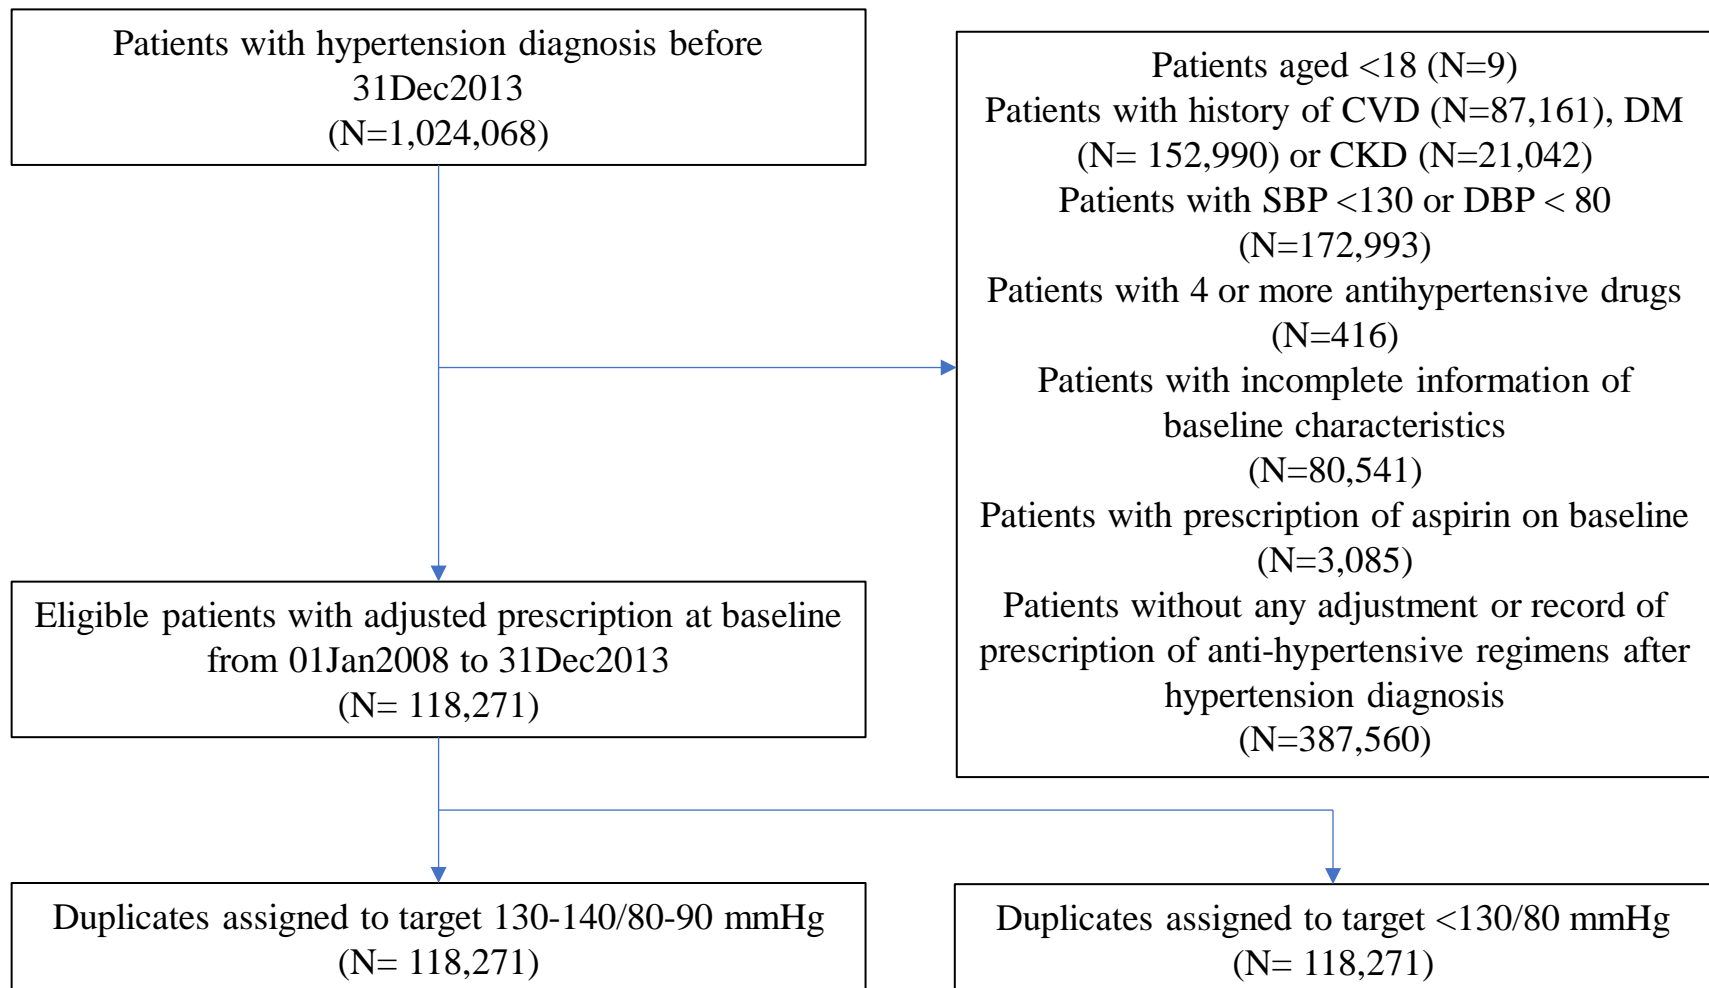 Patients with hypertension diagnosis before
31Dec2013
(N=1,024,068)
Patients aged <18 (N=9)
Patients with history of CVD (N=87,161), DM
(N= 152,990) or CKD (N=21,042)
Patients with SBP <130 or DBP < 80
(N=172,993)
Patients with 4 or more antihypertensive drugs
(N=416)
Patients with incomplete information of
baseline characteristics
(N=80,541)
Patients with prescription of aspirin on baseline
(N=3,085)
Patients without any adjustment or record of
prescription of anti-hypertensive regimens after
hypertension diagnosis
(N=387,560)
Eligible patients with adjusted prescription at baseline
from 01Jan2008 to 31Dec2013
(N= 118,271)
Duplicates assigned to target 130-140/80-90 mmHg
(N= 118,271)
Duplicates assigned to target <130/80 mmHg
(N= 118,271)